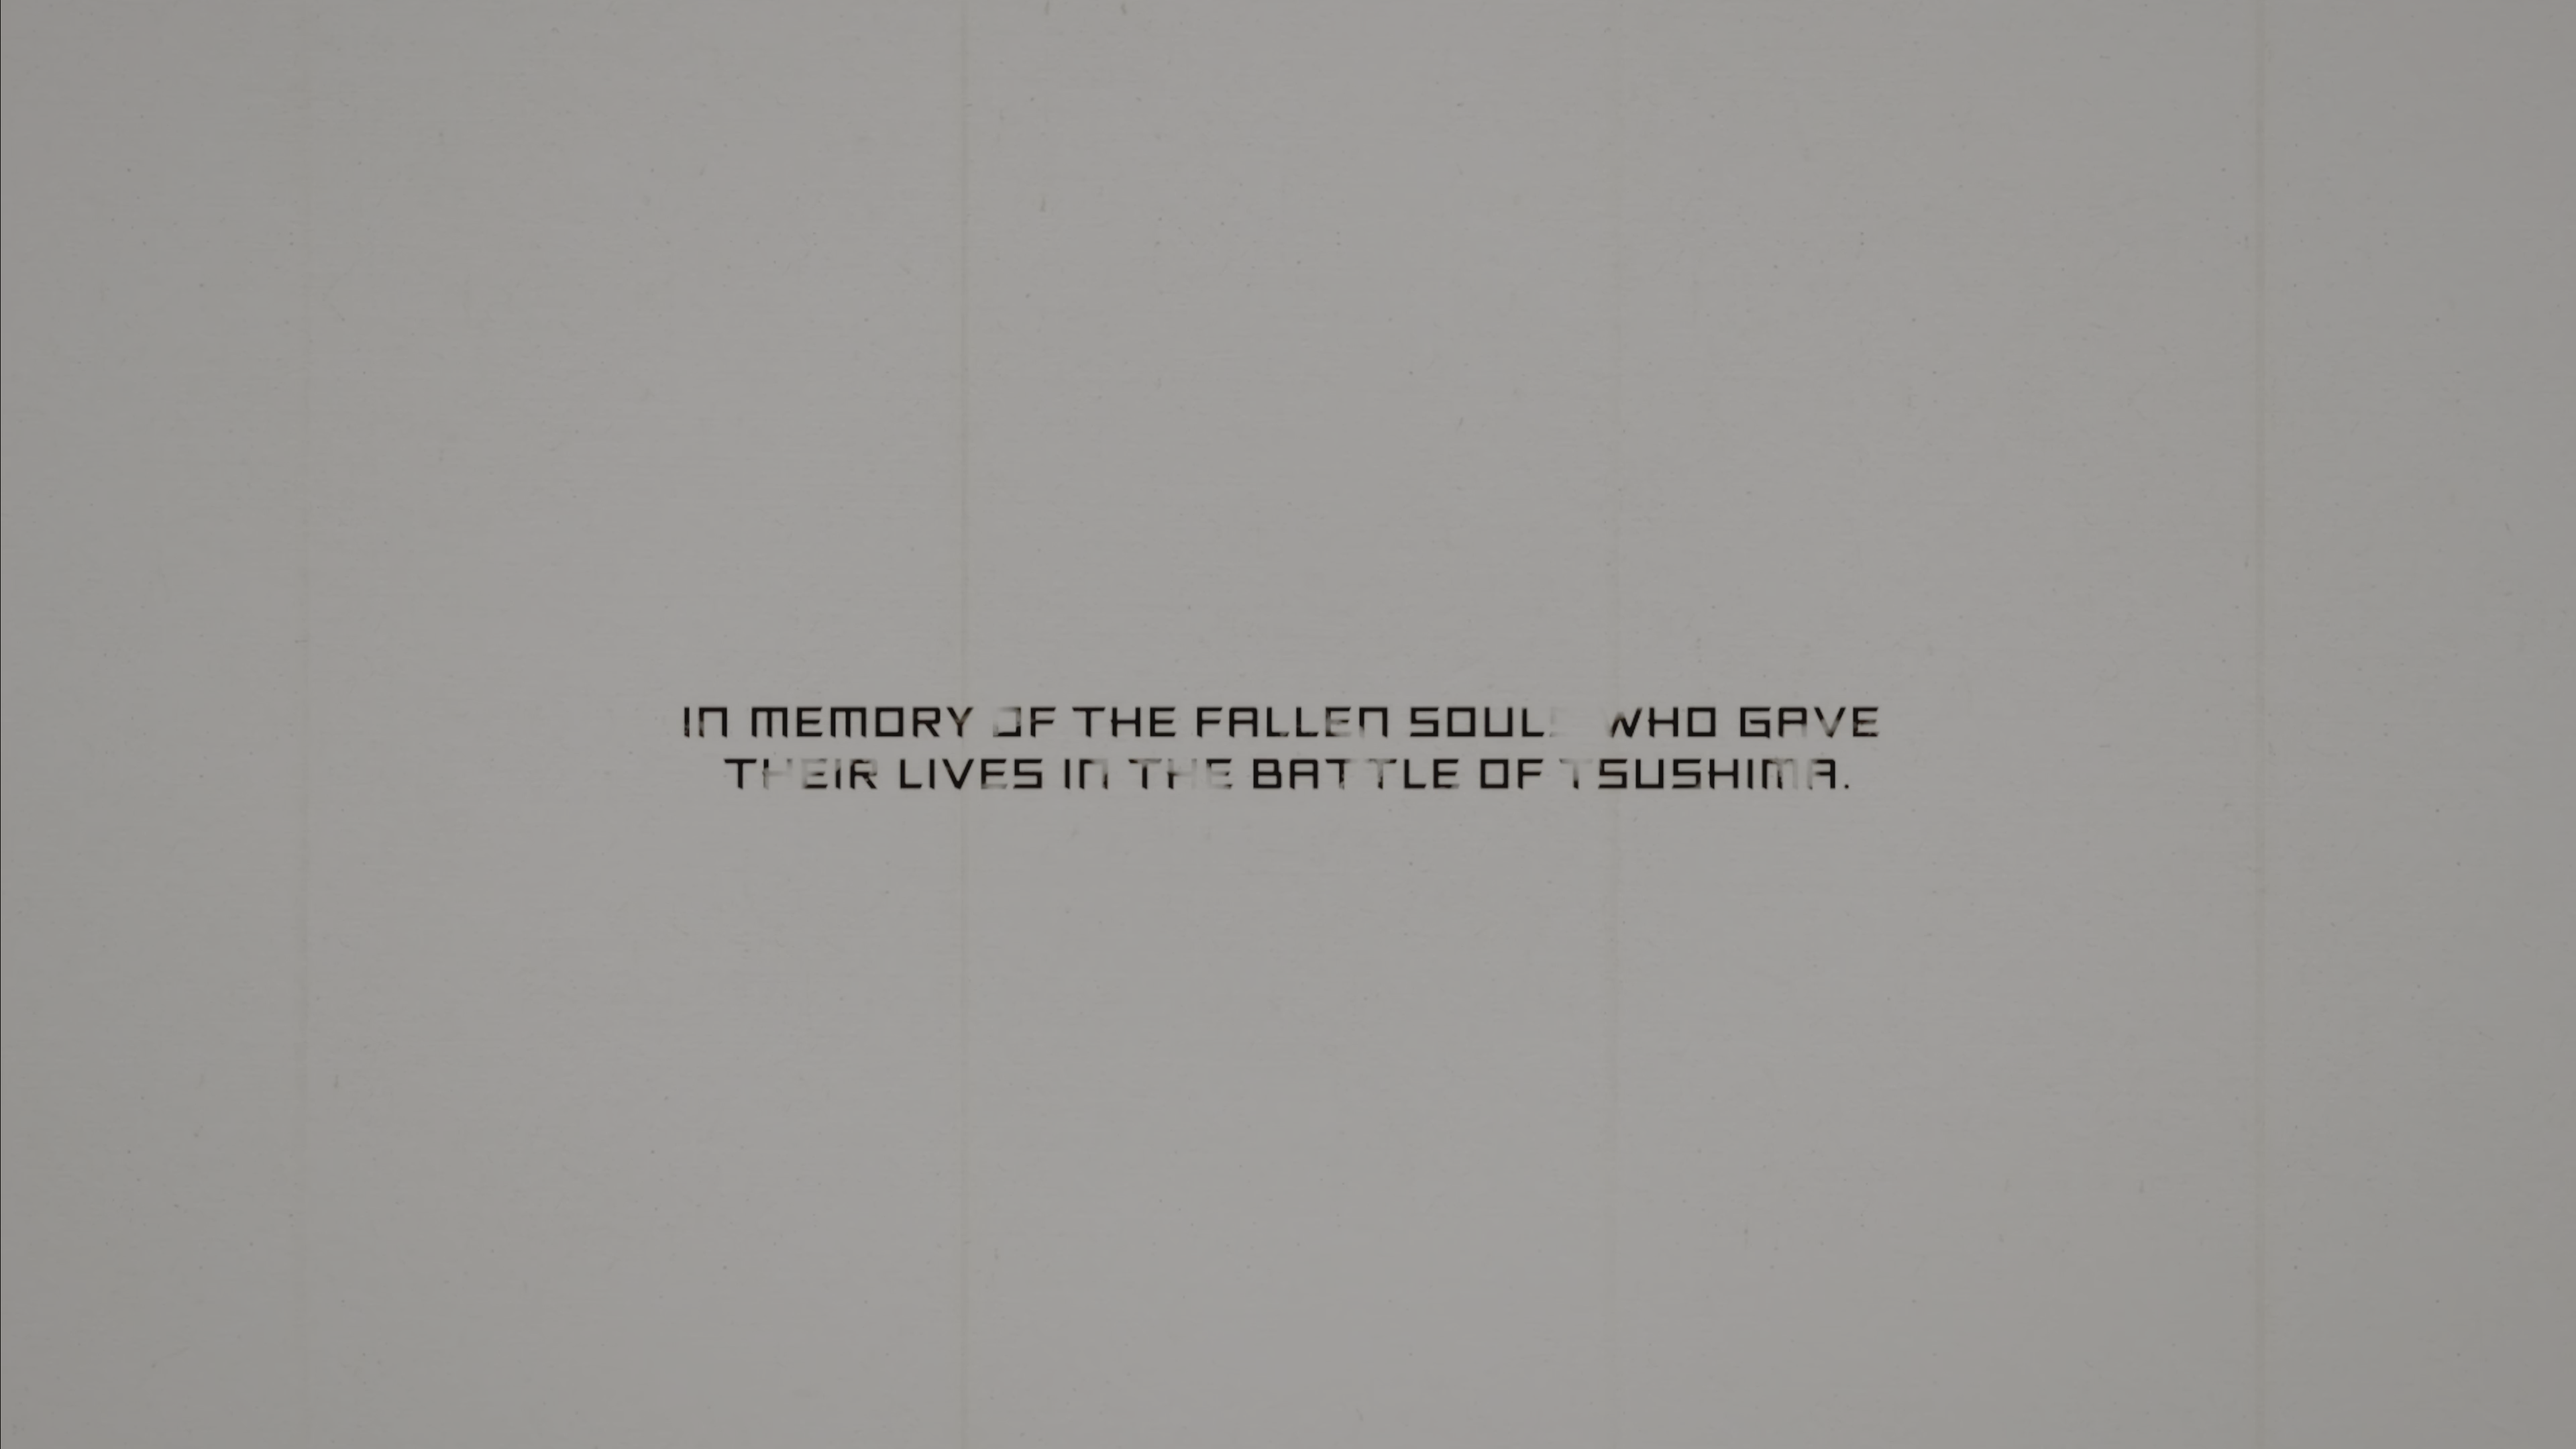 IN MEMORY OF THE FALLEN SOULS WHO GAVE
THEIR LIVES IN THE BATTLE OF TSUSHIMA.